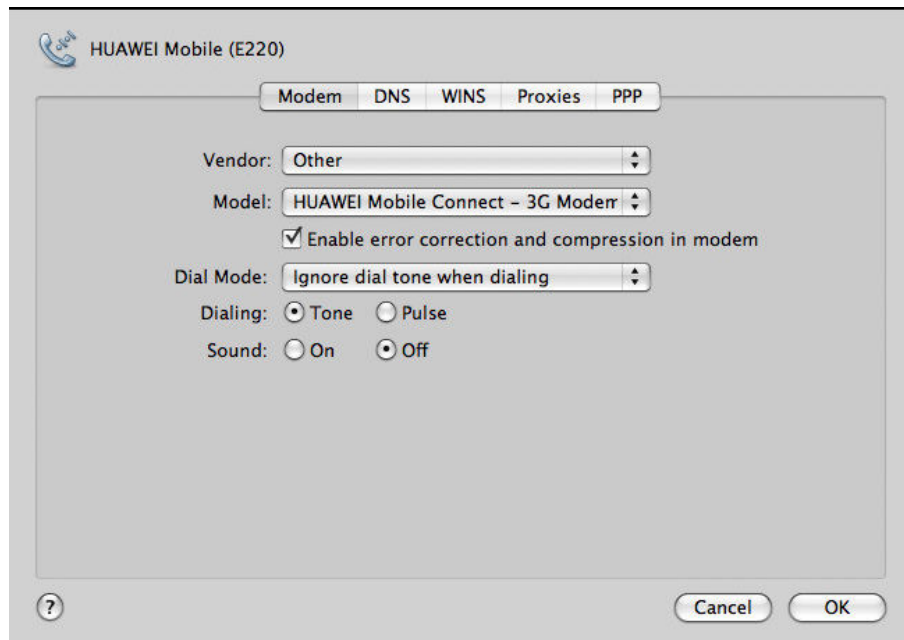 HUAWEI Mobile (E220)
Modem DNS WINS Proxies PPP
Vendor: Other
Model: HUAWEI Mobile Connect – 3G Modem
Enable error correction and compression in modem
Dial Mode: Ignore dial tone when dialing
Dialing: Tone Pulse
Sound: On Off
? Cancel OK